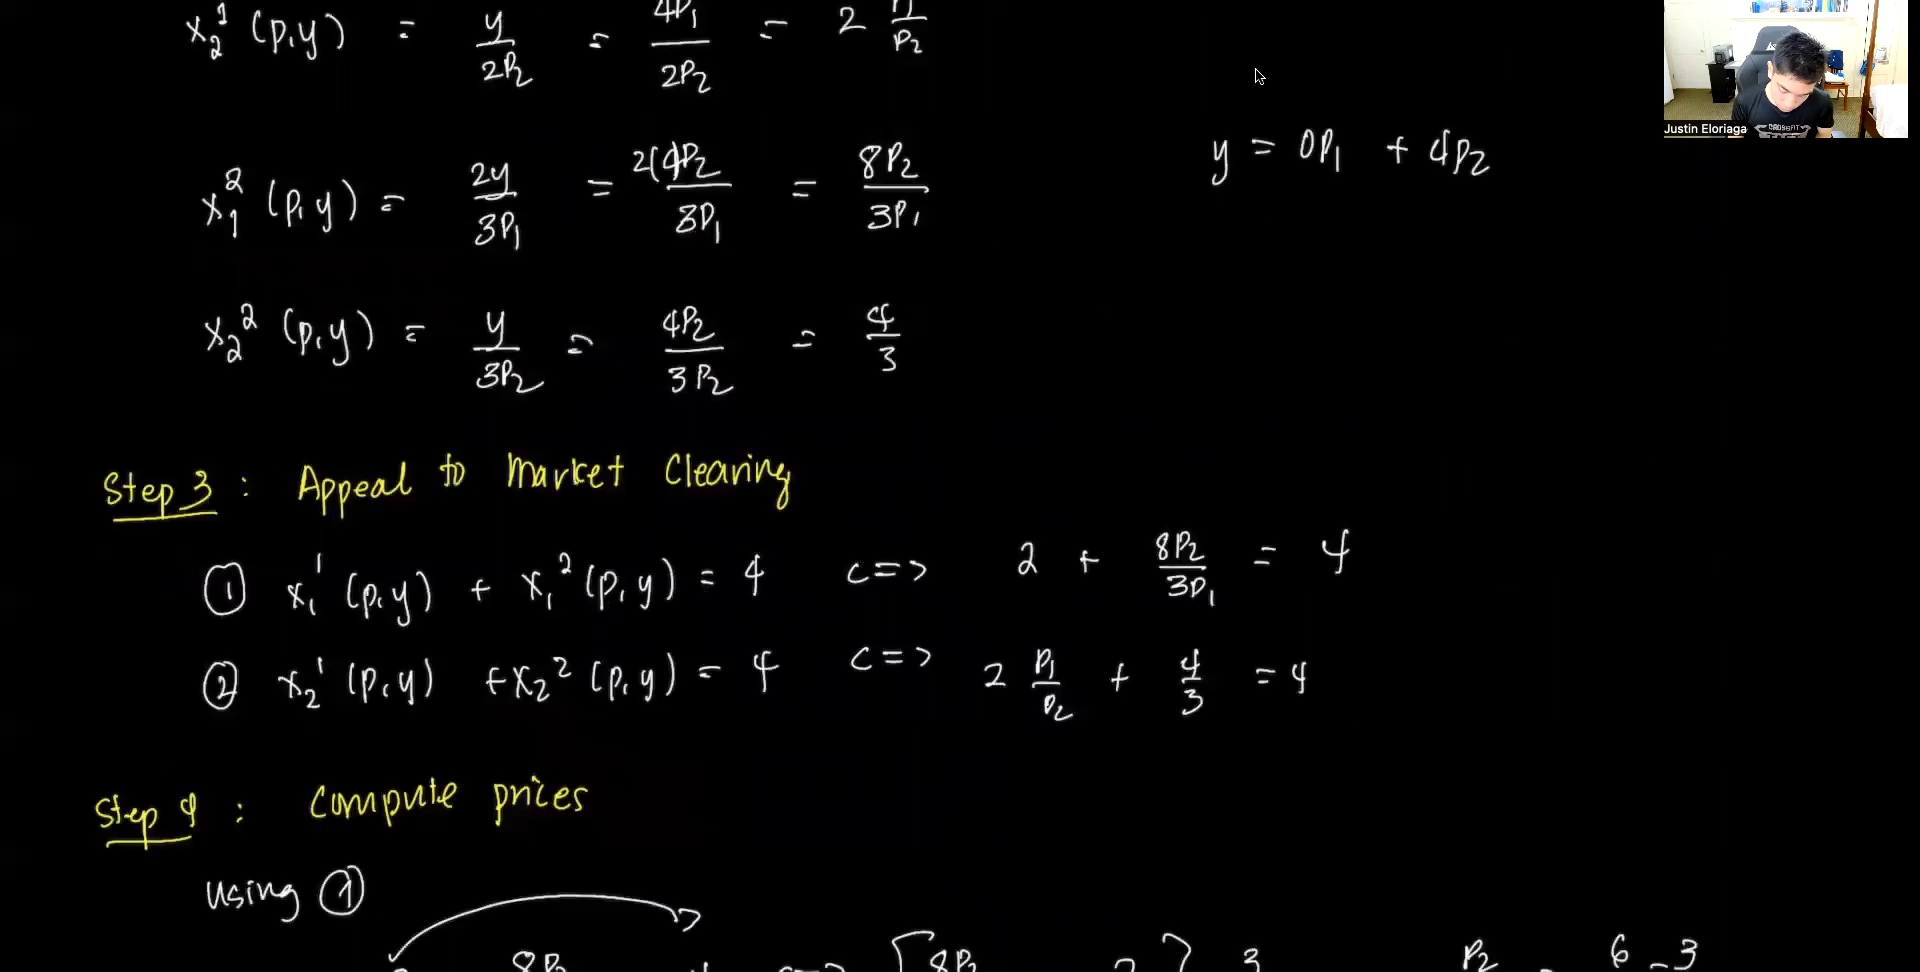 x₂¹ (p,y) = y/2P₂ = 4P₁/2P₂ = 2 P₁/P₂
Justin Eloriaga
CROSSFIT
y = 0P₁ + 4P₂
x₁² (p,y) = 2y/3P₁ = 2(4P₂/3P₁ = 8P₂/3P₁
x₂² (p,y) = y/3P₂ = 4P₂/3P₂ = 4/3
Step 3 : Appeal to Market Clearing
① x₁¹ (p,y) + x₁² (p,y) = 4 <=> 2 + 8P₂/3P₁ = 4
② x₂¹ (p,y) + x₂² (p,y) = 4 <=> 2 P₁/P₂ + 4/3 = 4
Step 4 : Compute prices
using ①